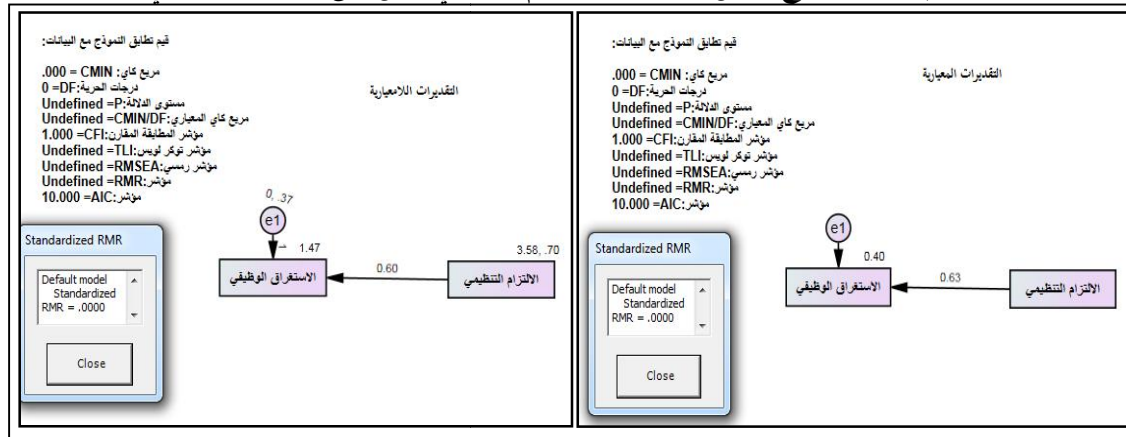 قيم تطابق النموذج مع البيانات:
مربع كاي: CMIN = .000
درجات الحرية:DF= 0
مستوى الدلالة:P= Undefined
مربع كاي المعياري:CMIN/DF= Undefined
مؤشر المطابقة المقارن:CFI= 1.000
مؤشر توكر لويس:TLI= Undefined
مؤشر رمسي:RMSEA= Undefined
مؤشر:RMR= Undefined
مؤشر:AIC= 10.000
التقديرات اللامعيارية
0, .37
e1
1
1.47
الاستغراق الوظيفي
0.60
3.58, .70
الالتزام التنظيمي
Standardized RMR
Default model
Standardized
RMR = .0000
Close
قيم تطابق النموذج مع البيانات:
مربع كاي: CMIN = .000
درجات الحرية:DF= 0
مستوى الدلالة:P= Undefined
مربع كاي المعياري:CMIN/DF= Undefined
مؤشر المطابقة المقارن:CFI= 1.000
مؤشر توكر لويس:TLI= Undefined
مؤشر رمسي:RMSEA= Undefined
مؤشر:RMR= Undefined
مؤشر:AIC= 10.000
التقديرات المعيارية
e1
0.40
الاستغراق الوظيفي
0.63
الالتزام التنظيمي
Standardized RMR
Default model
Standardized
RMR = .0000
Close